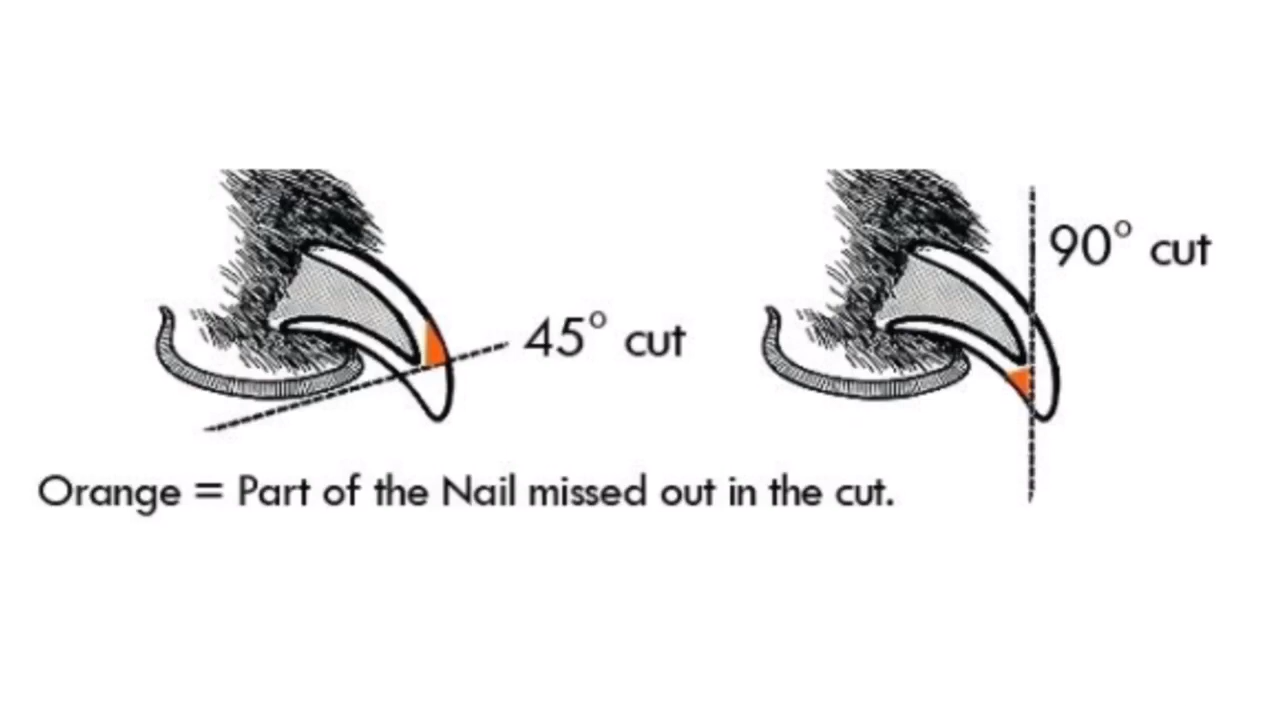 90° cut
45° cut
Orange = Part of the Nail missed out in the cut.